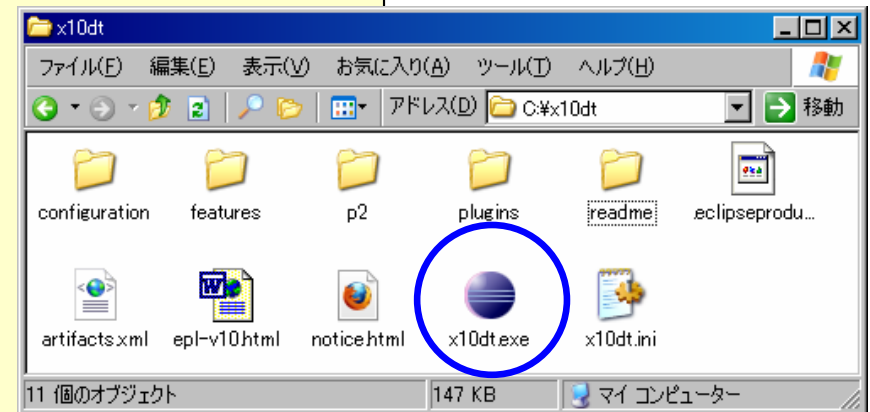 x10dt
ファイル(F) 編集(E) 表示(V) お気に入り(A) ツール(T) ヘルプ(H)
アドレス(D) C:¥x10dt 移動
configuration features p2 plugins readme .eclipseprodu...
artifacts.xml epl-v10.html notice.html x10dt.exe x10dt.ini
11 個のオブジェクト 147 KB マイ コンピューター